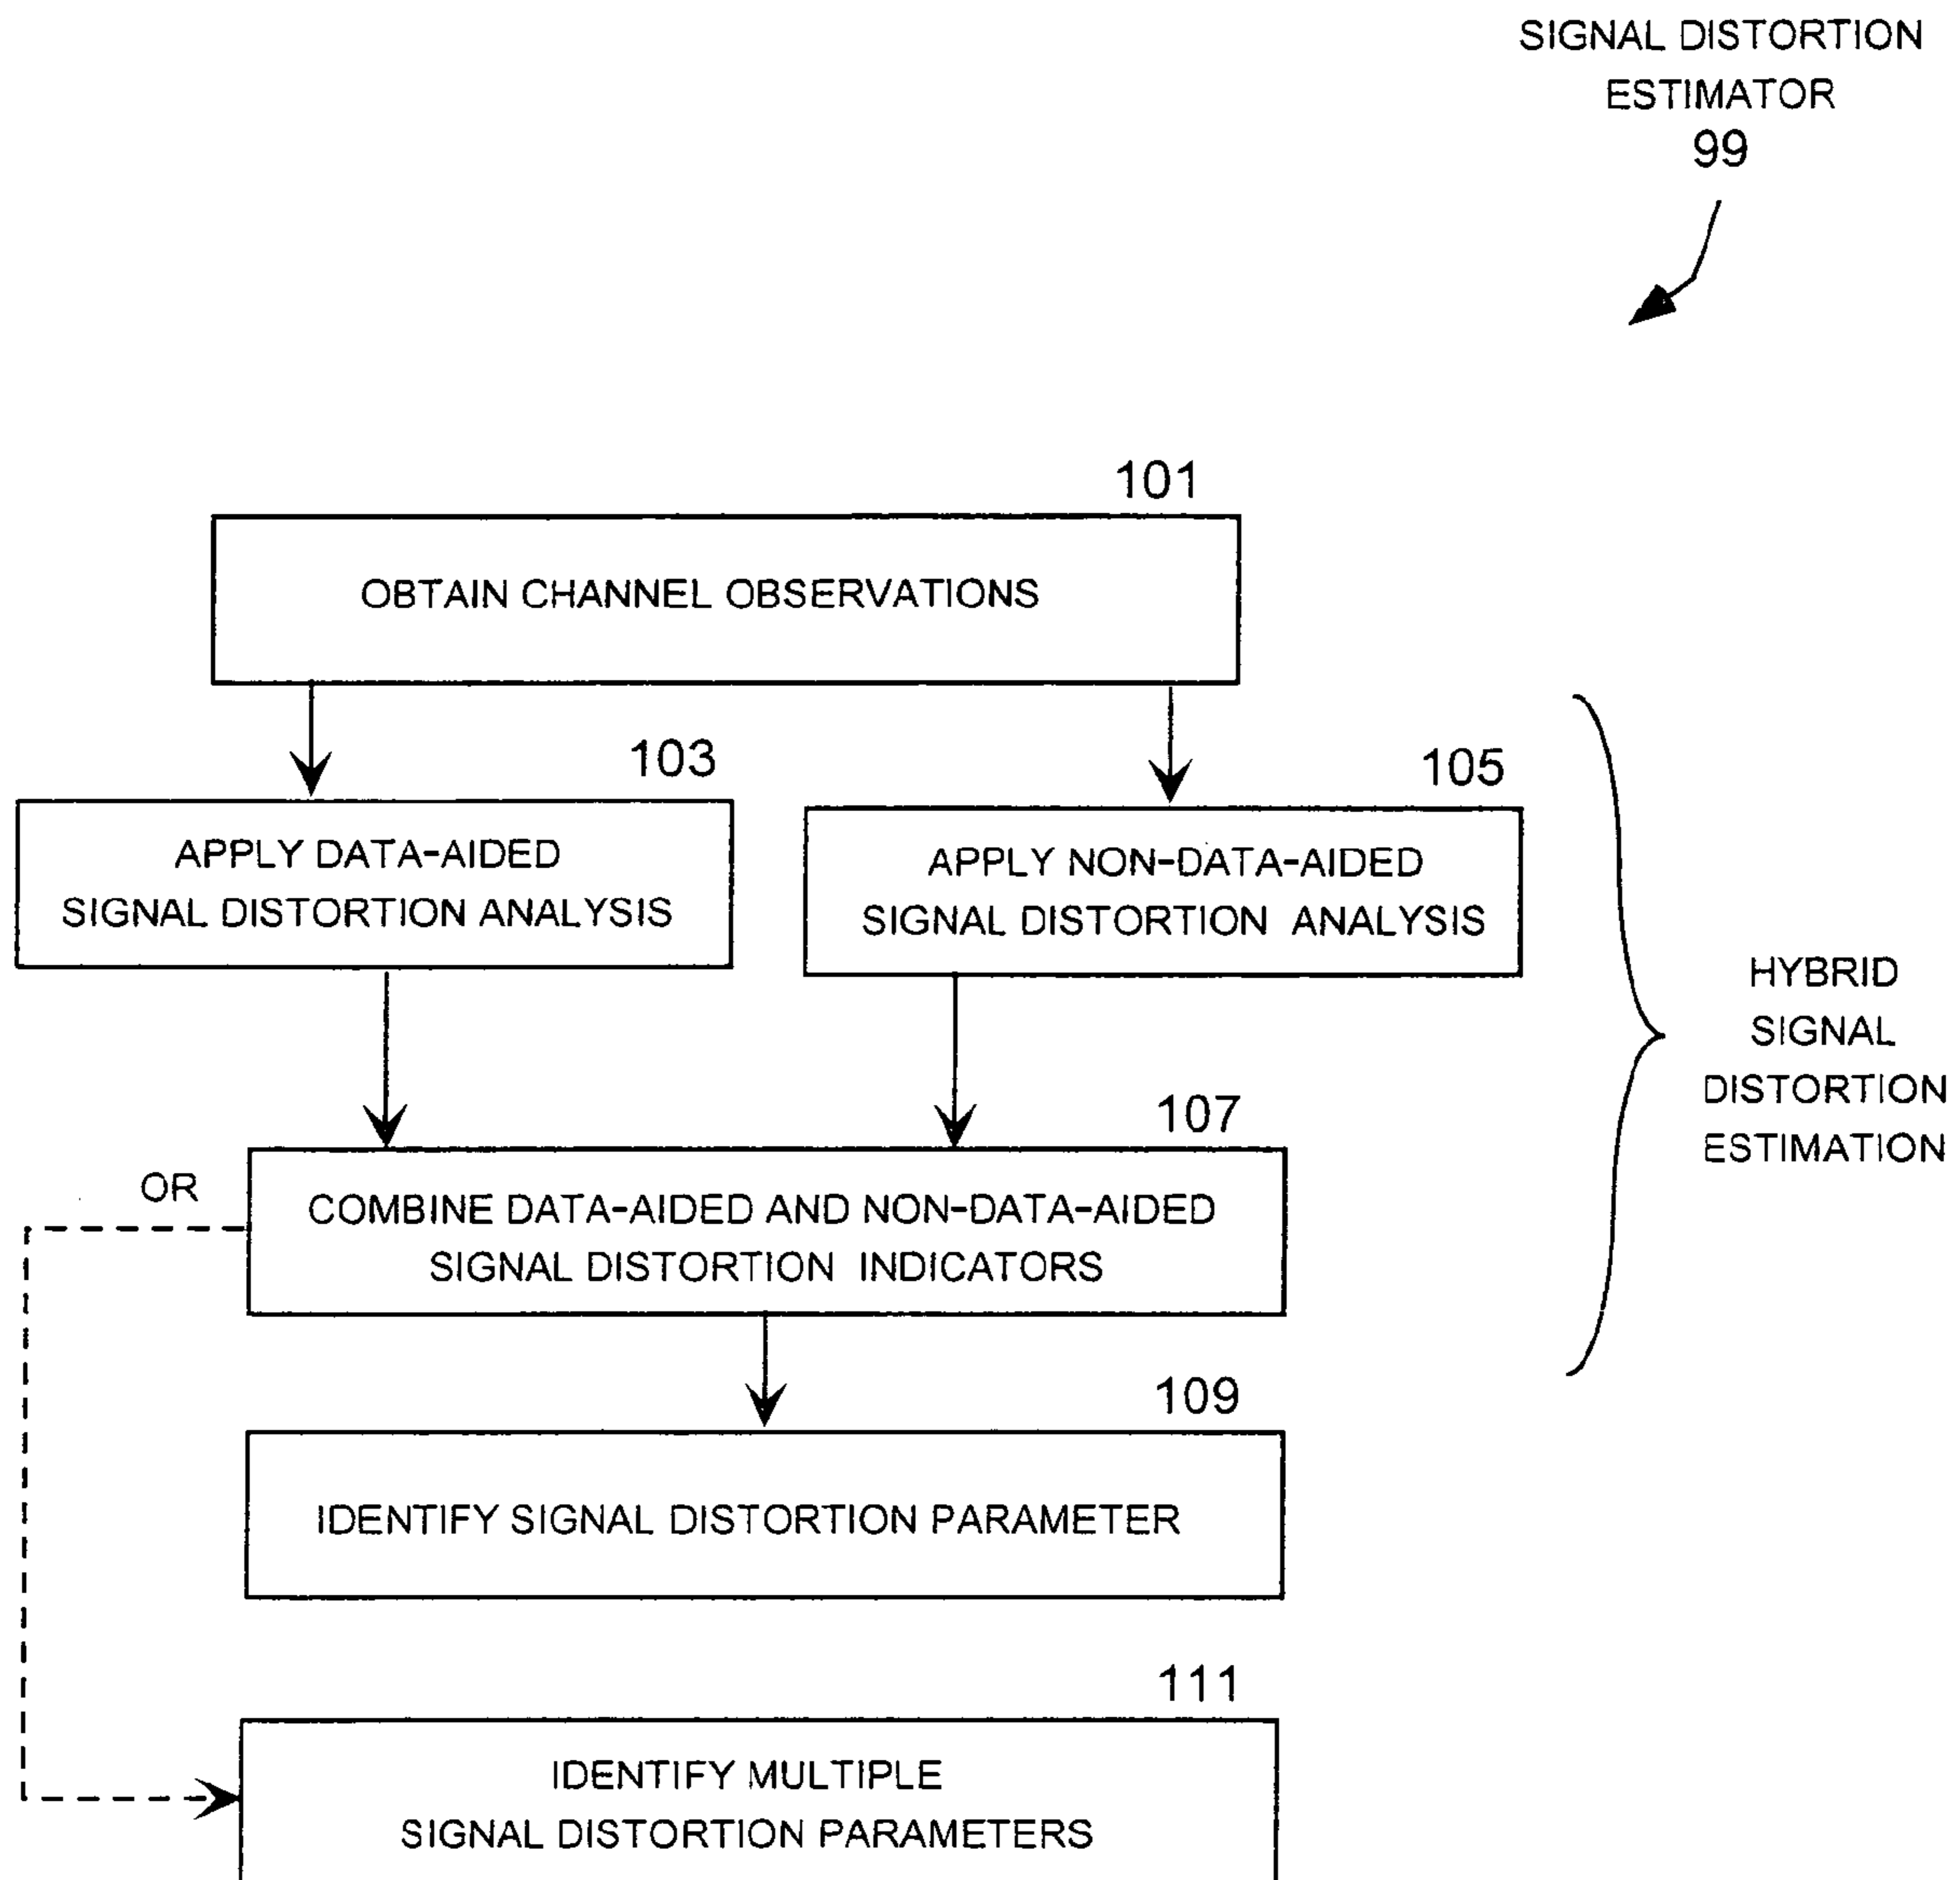 SIGNAL DISTORTION
ESTIMATOR
99
101
OBTAIN CHANNEL OBSERVATIONS
103
APPLY DATA-AIDED
SIGNAL DISTORTION ANALYSIS
105
APPLY NON-DATA-AIDED
SIGNAL DISTORTION ANALYSIS
HYBRID
SIGNAL
DISTORTION
ESTIMATION
107
OR
COMBINE DATA-AIDED AND NON-DATA-AIDED
SIGNAL DISTORTION INDICATORS
109
IDENTIFY SIGNAL DISTORTION PARAMETER
111
IDENTIFY MULTIPLE
SIGNAL DISTORTION PARAMETERS